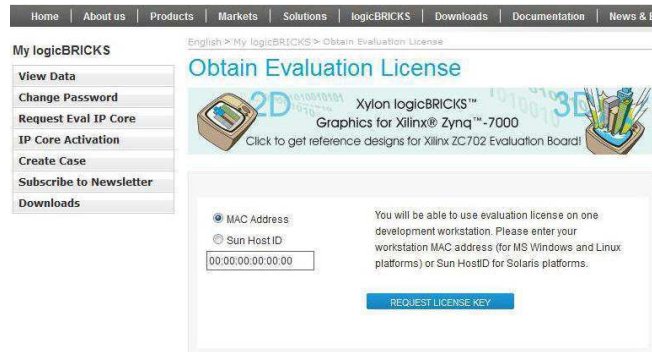 Home | About us | Products | Markets | Solutions | logicBRICKS | Downloads | Documentation | News &
My logicBRICKS
English > My logicBRICKS > Obtain Evaluation License
Obtain Evaluation License
View Data
Change Password
Request Eval IP Core
IP Core Activation
Create Case
Subscribe to Newsletter
Downloads
2D
Xylon logicBRICKS™
Graphics for Xilinx® Zynq™-7000
Click to get reference designs for Xilinx ZC702 Evaluation Board!
3D
MAC Address
Sun Host ID
00:00:00:00:00:00
You will be able to use evaluation license on one
development workstation. Please enter your
workstation MAC address (for MS Windows and Linux
platforms) or Sun HostID for Solaris platforms.
REQUEST LICENSE KEY